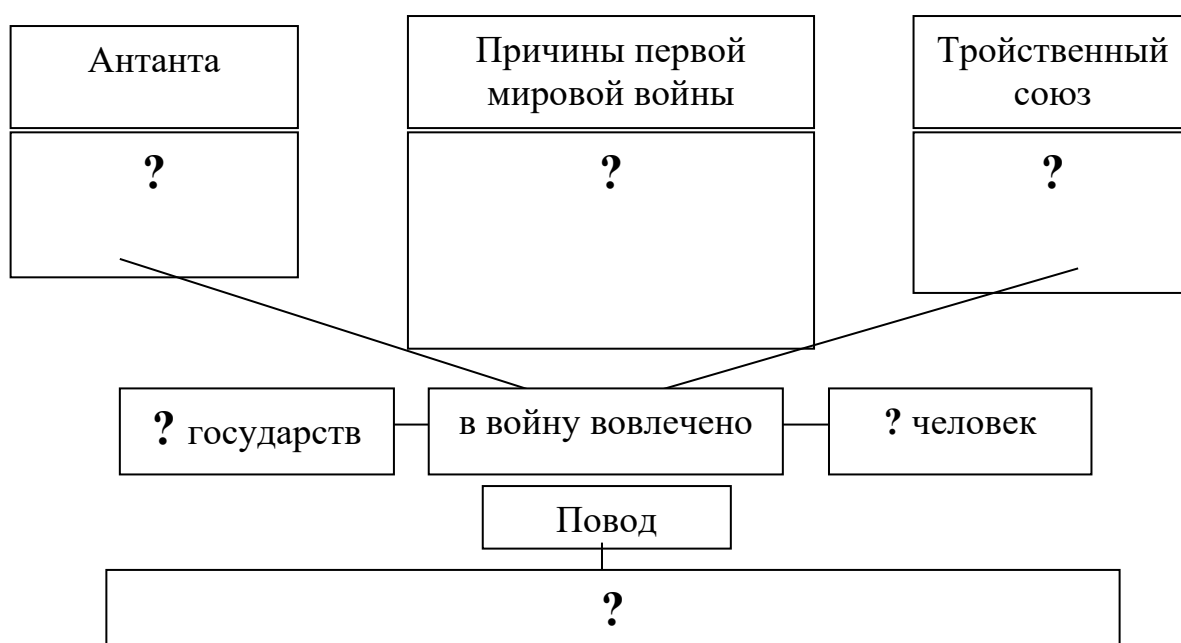 Антанта
?
Причины первой
мировой войны
?
Тройственный
союз
?
? государств
в войну вовлечено
? человек
Повод
?